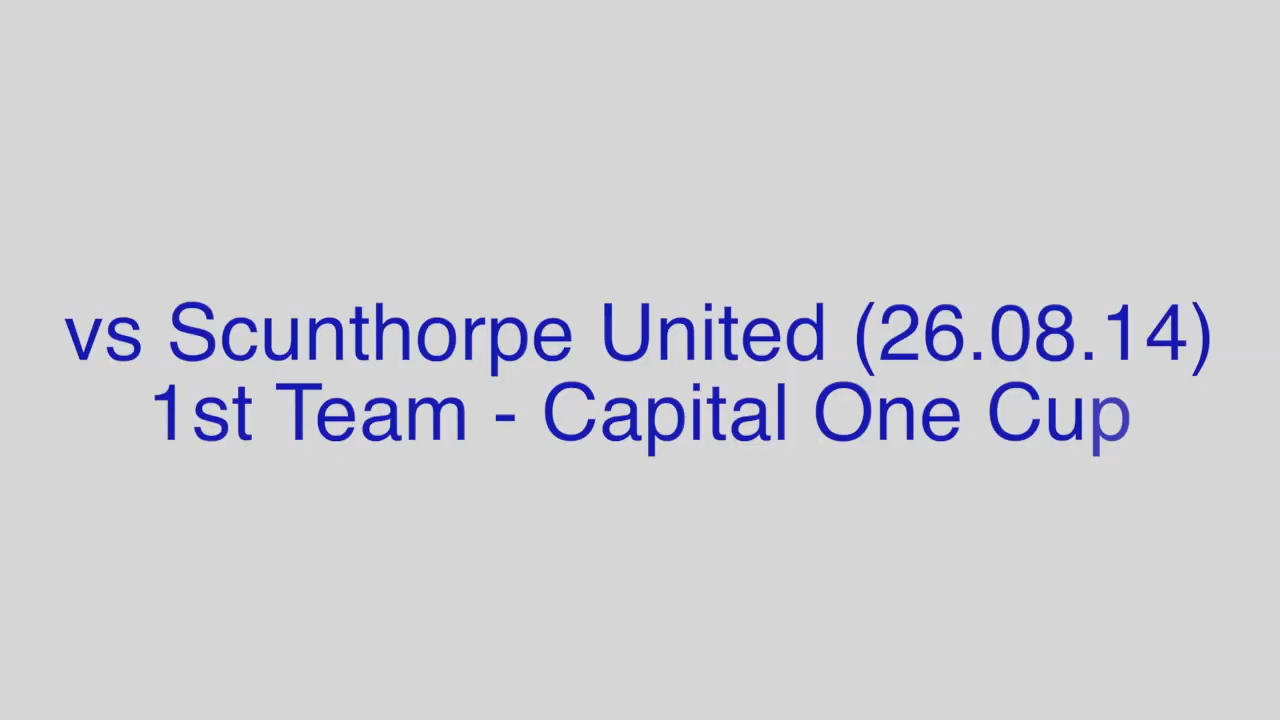 vs Scunthorpe United (26.08.14)
1st Team - Capital One Cup